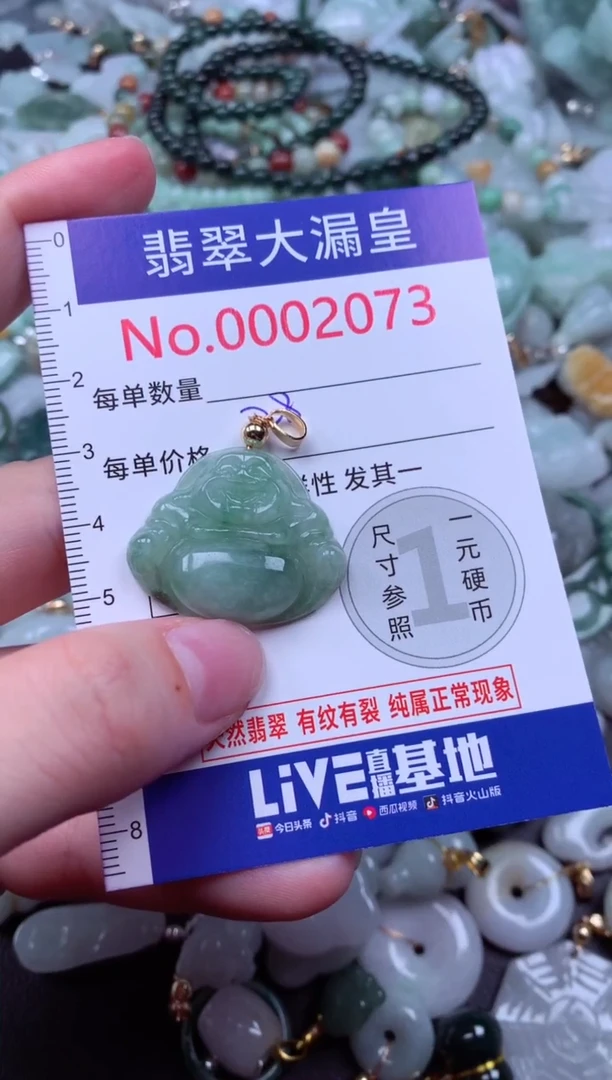 0
翡翠大漏皇
1
No.0002073
2
每单数量
3
每单价格
性 发其一
4
尺寸参照
1
一元硬币
5
然翡翠 有纹有裂 纯属正常现象
LiVE直播基地
8
头条 今日头条 抖音 西瓜视频 抖音火山版